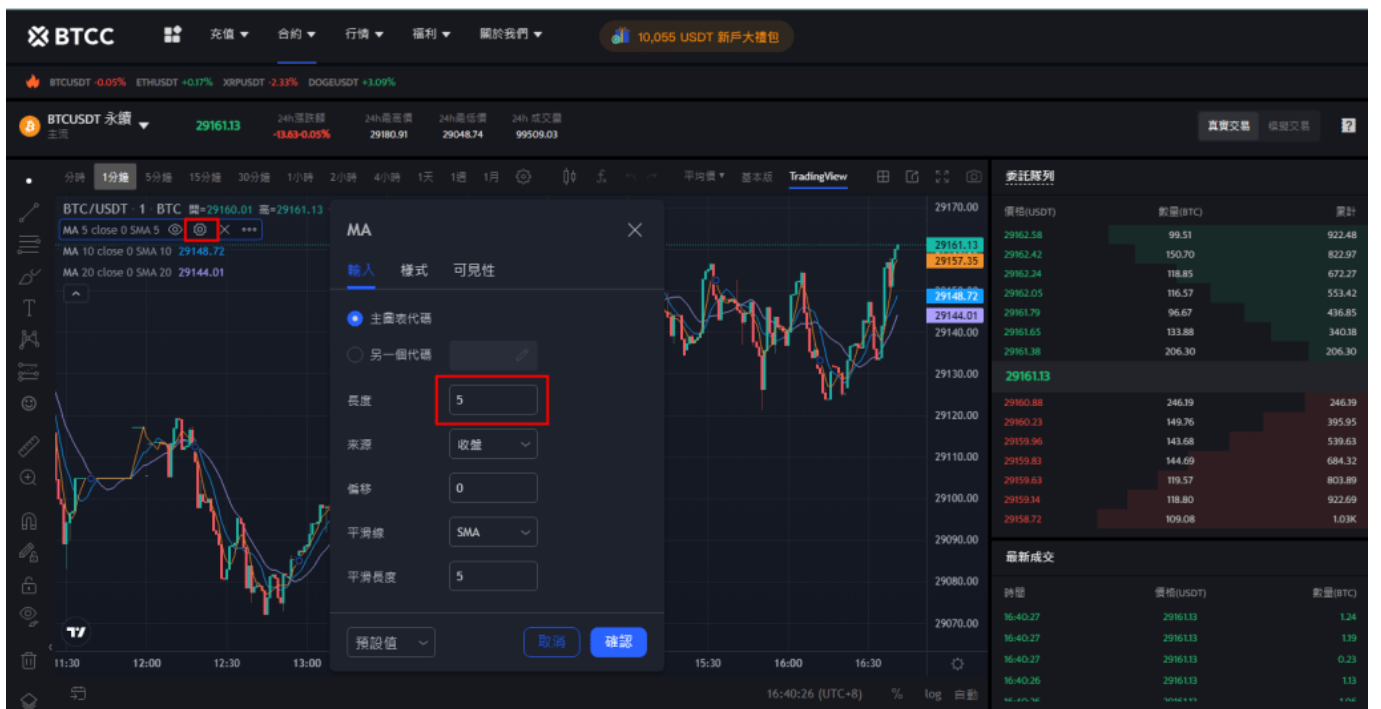 BTCC 充值 合約 行情 福利 關於我們 10,055 USDT 新戶大禮包
BTCUSDT -0.05% ETHUSDT +0.17% XRPUSDT -2.33% DOGEUSDT +3.09%
BTCUSDT 永續 29161.13 24h漲跌額 24h最高價 24h最低價 24h 成交量 真實交易 模擬交易 ?
主流 -13.63-0.05% 29180.91 29048.74 99509.03
分時 1分鐘 5分鐘 15分鐘 30分鐘 1小時 2小時 4小時 1天 1週 1月 平均價 基本版 TradingView
BTC/USDT · 1 · BTC 開=29160.01 高=29161.13
MA 5 close 0 SMA 5
MA 10 close 0 SMA 10 29148.72
MA 20 close 0 SMA 20 29144.01
MA
輸入 樣式 可見性
主圖表代碼
另一個代碼
長度 5
來源 收盤
偏移 0
平滑線 SMA
平滑長度 5
預設值 取消 確認
29170.00
29161.13
29157.35
29148.72
29144.01
29140.00
29130.00
29120.00
29110.00
29100.00
29090.00
29080.00
29070.00
11:30 12:00 12:30 13:00 15:30 16:00 16:30
16:40:26 (UTC+8) % log 自動
委託隊列
價格(USDT) 數量(BTC) 累計
29162.58 99.51 922.48
29162.42 150.70 822.97
29162.24 118.85 672.27
29162.05 116.57 553.42
29161.79 96.67 436.85
29161.65 133.88 340.18
29161.38 206.30 206.30
29161.13
29160.88 246.19 246.19
29160.23 149.76 395.95
29159.96 143.68 539.63
29159.83 144.69 684.32
29159.63 119.57 803.89
29159.14 118.80 922.69
29158.72 109.08 1.03K
最新成交
時間 價格(USDT) 數量(BTC)
16:40:27 29161.13 1.24
16:40:27 29161.13 1.19
16:40:27 29161.13 0.23
16:40:26 29161.13 1.13